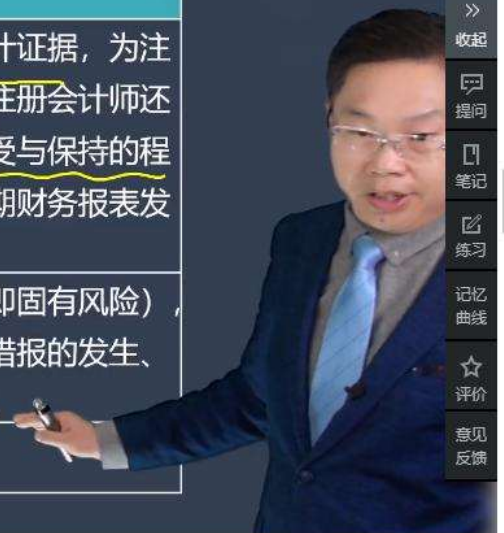 计证据，为注
注册会计师还
受与保持的程
期财务报表发
即固有风险），
错报的发生、
>>
收起
提问
笔记
练习
记忆
曲线
评价
意见
反馈